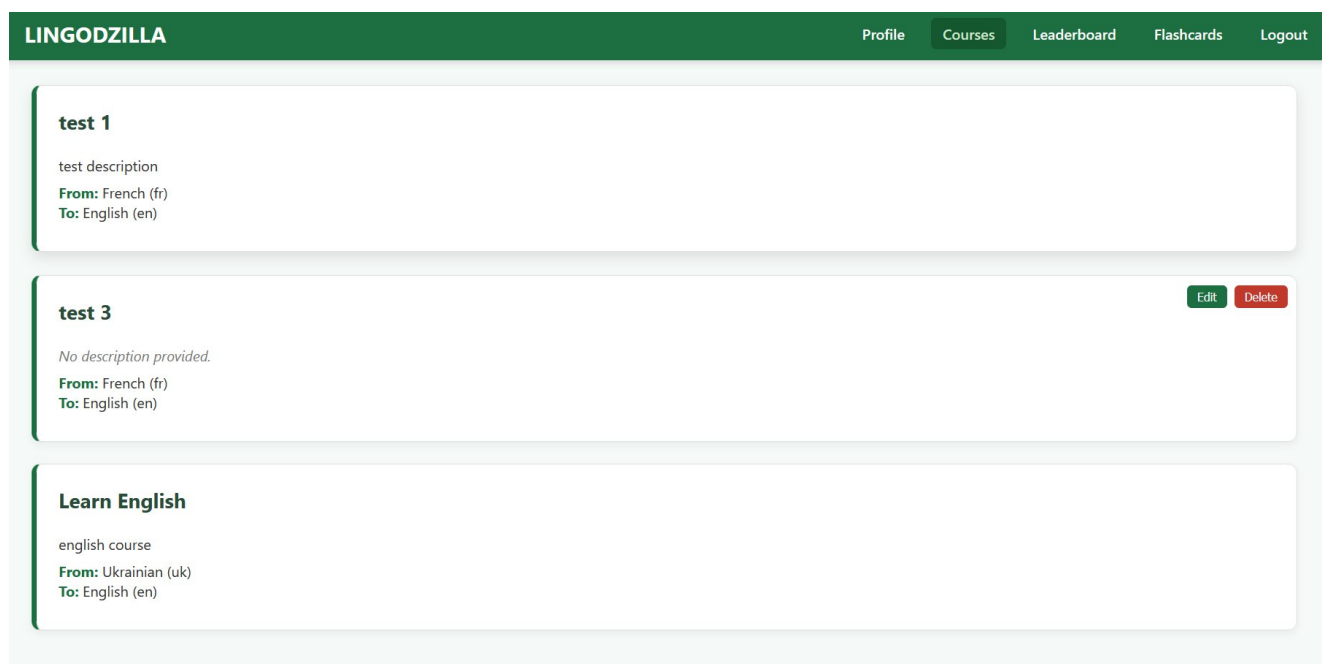 LINGODZILLA Profile Courses Leaderboard Flashcards Logout
test 1
test description
From: French (fr)
To: English (en)
Edit Delete
test 3
No description provided.
From: French (fr)
To: English (en)
Learn English
english course
From: Ukrainian (uk)
To: English (en)